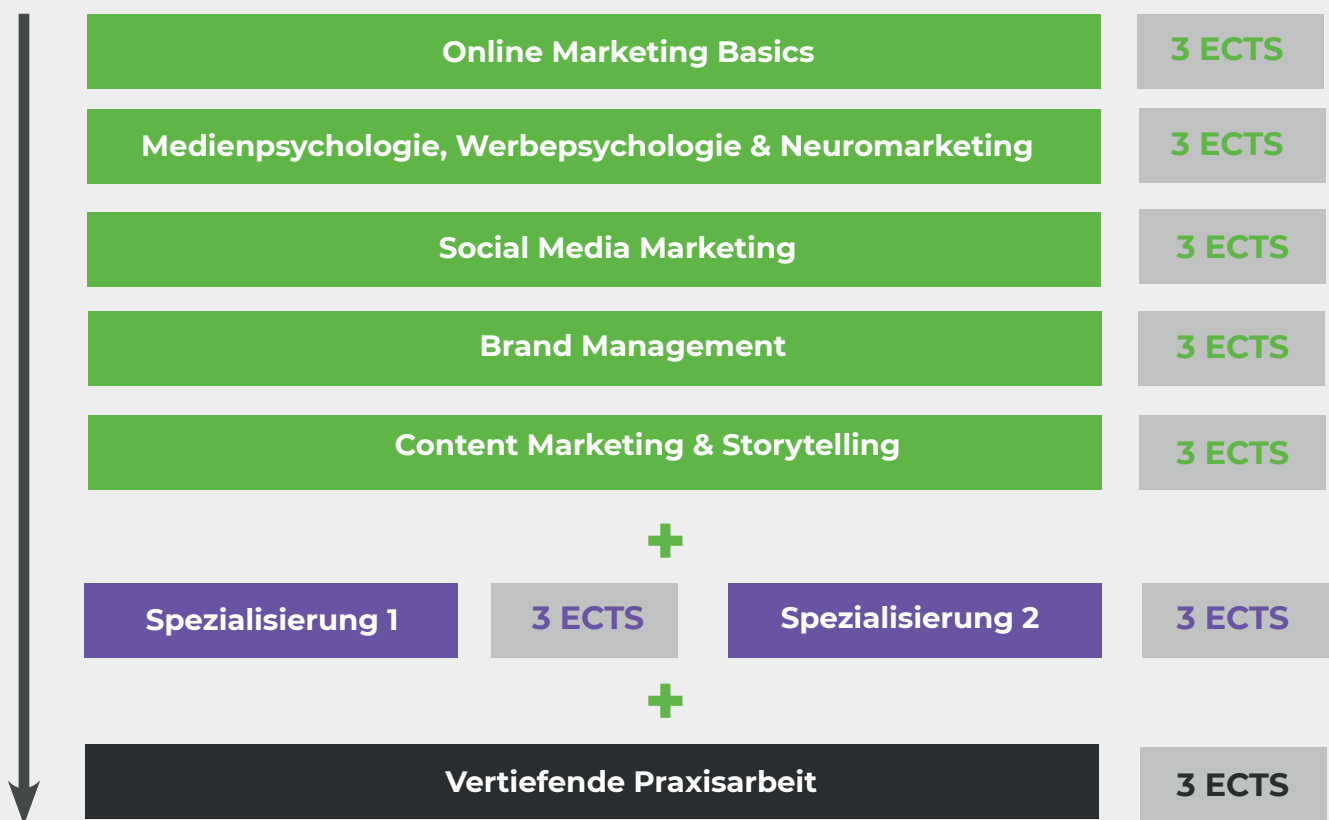 Online Marketing Basics 3 ECTS
Medienpsychologie, Werbepsychologie & Neuromarketing 3 ECTS
Social Media Marketing 3 ECTS
Brand Management 3 ECTS
Content Marketing & Storytelling 3 ECTS
+
Spezialisierung 1 3 ECTS Spezialisierung 2 3 ECTS
+
Vertiefende Praxisarbeit 3 ECTS